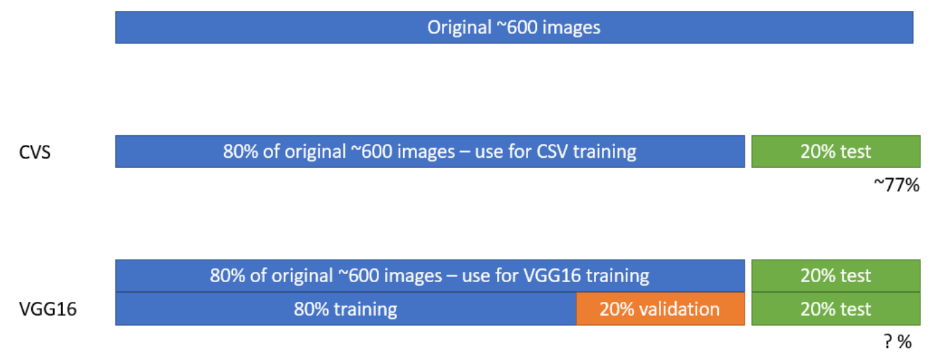 Original ~600 images
CVS
80% of original ~600 images – use for CSV training
20% test
~77%
80% of original ~600 images – use for VGG16 training
20% test
VGG16
80% training
20% validation
20% test
? %